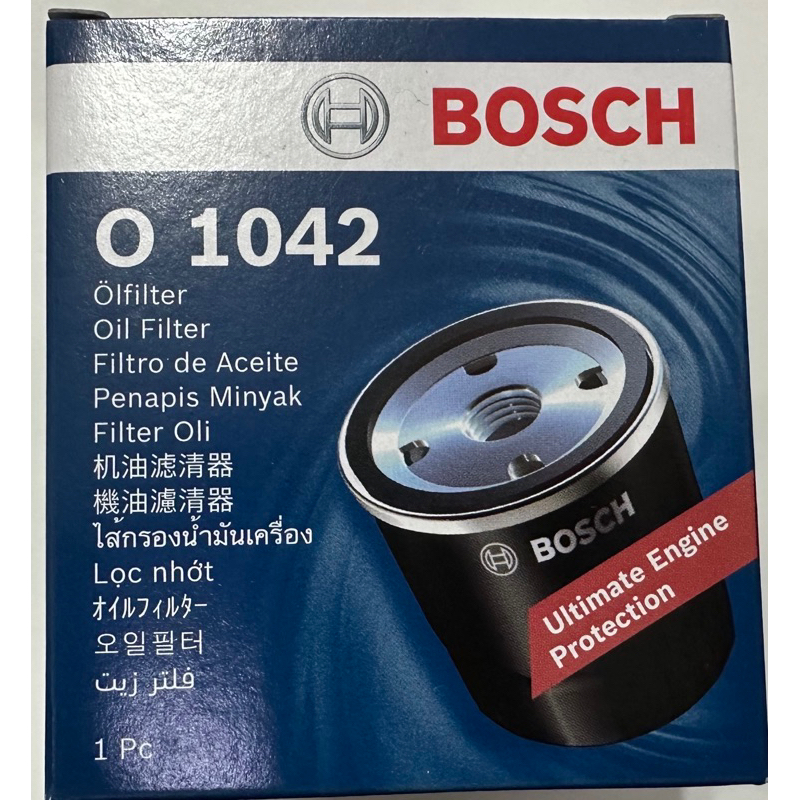 BOSCH
O 1042
Ölfilter
Oil Filter
Filtro de Aceite
Penapis Minyak
Filter Oli
机油滤清器
機油濾清器
ไส้กรองน้ำมันเครื่อง
Lọc nhớt
ｵｲﾙﾌｨﾙﾀｰ
오일필터
فلتر زيت
1 Pc
BOSCH
Ultimate Engine
Protection